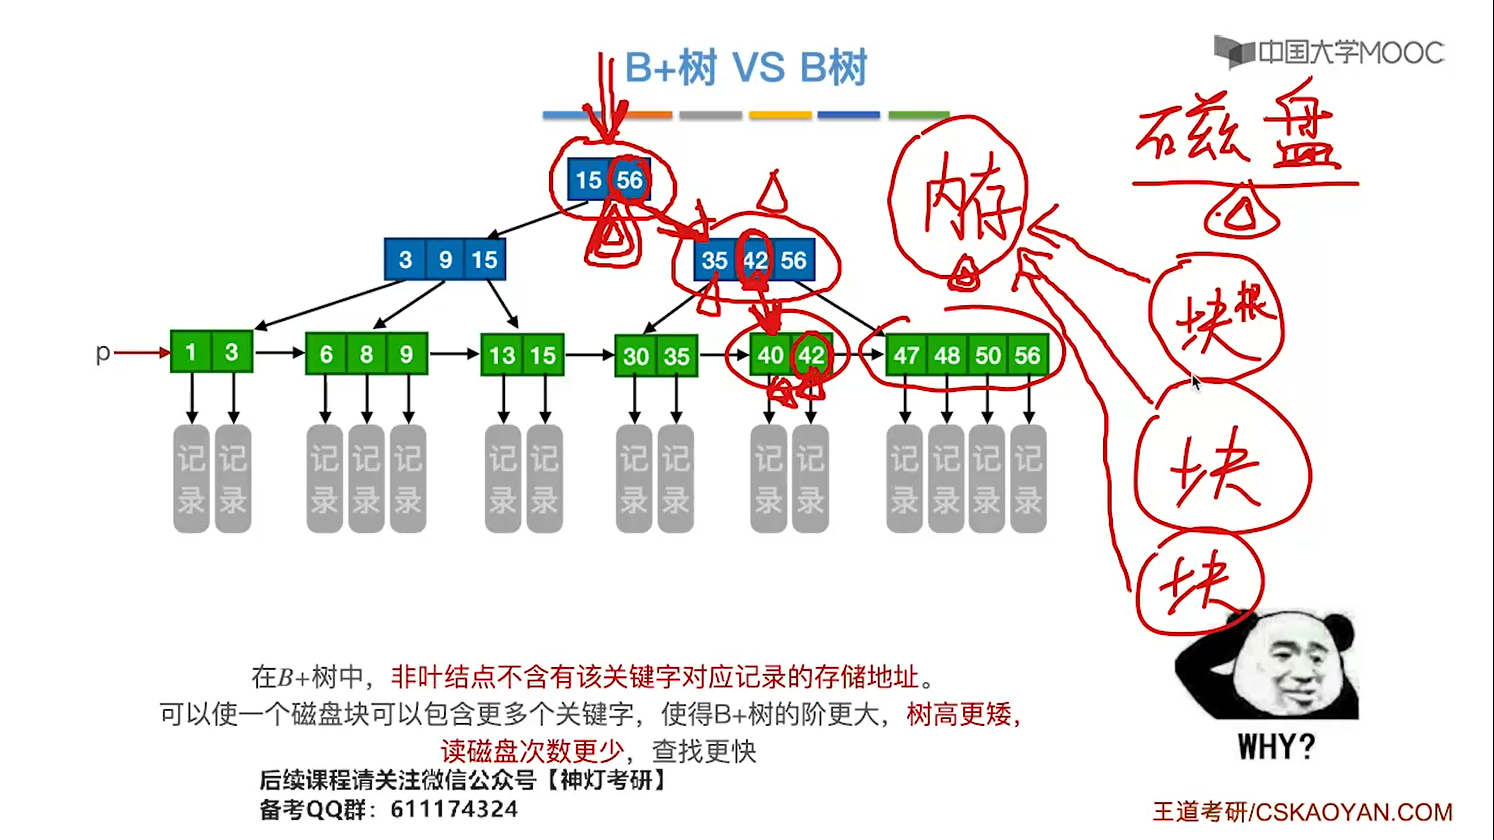 B+树 VS B树
中国大学MOOC
磁盘
15 56
内存
3 9 15
35 42 56
块根
p
1 3
6 8 9
13 15
30 35
40 42
47 48 50 56
记录 记录 记录 记录 记录 记录 记录 记录 记录 记录 记录 记录 记录 记录 记录
块
块
在B+树中，非叶结点不含有该关键字对应记录的存储地址。
可以使一个磁盘块可以包含更多个关键字，使得B+树的阶更大，树高更矮，
读磁盘次数更少，查找更快
WHY?
后续课程请关注微信公众号【神灯考研】
备考QQ群：611174324
王道考研/CSKAOYAN.COM